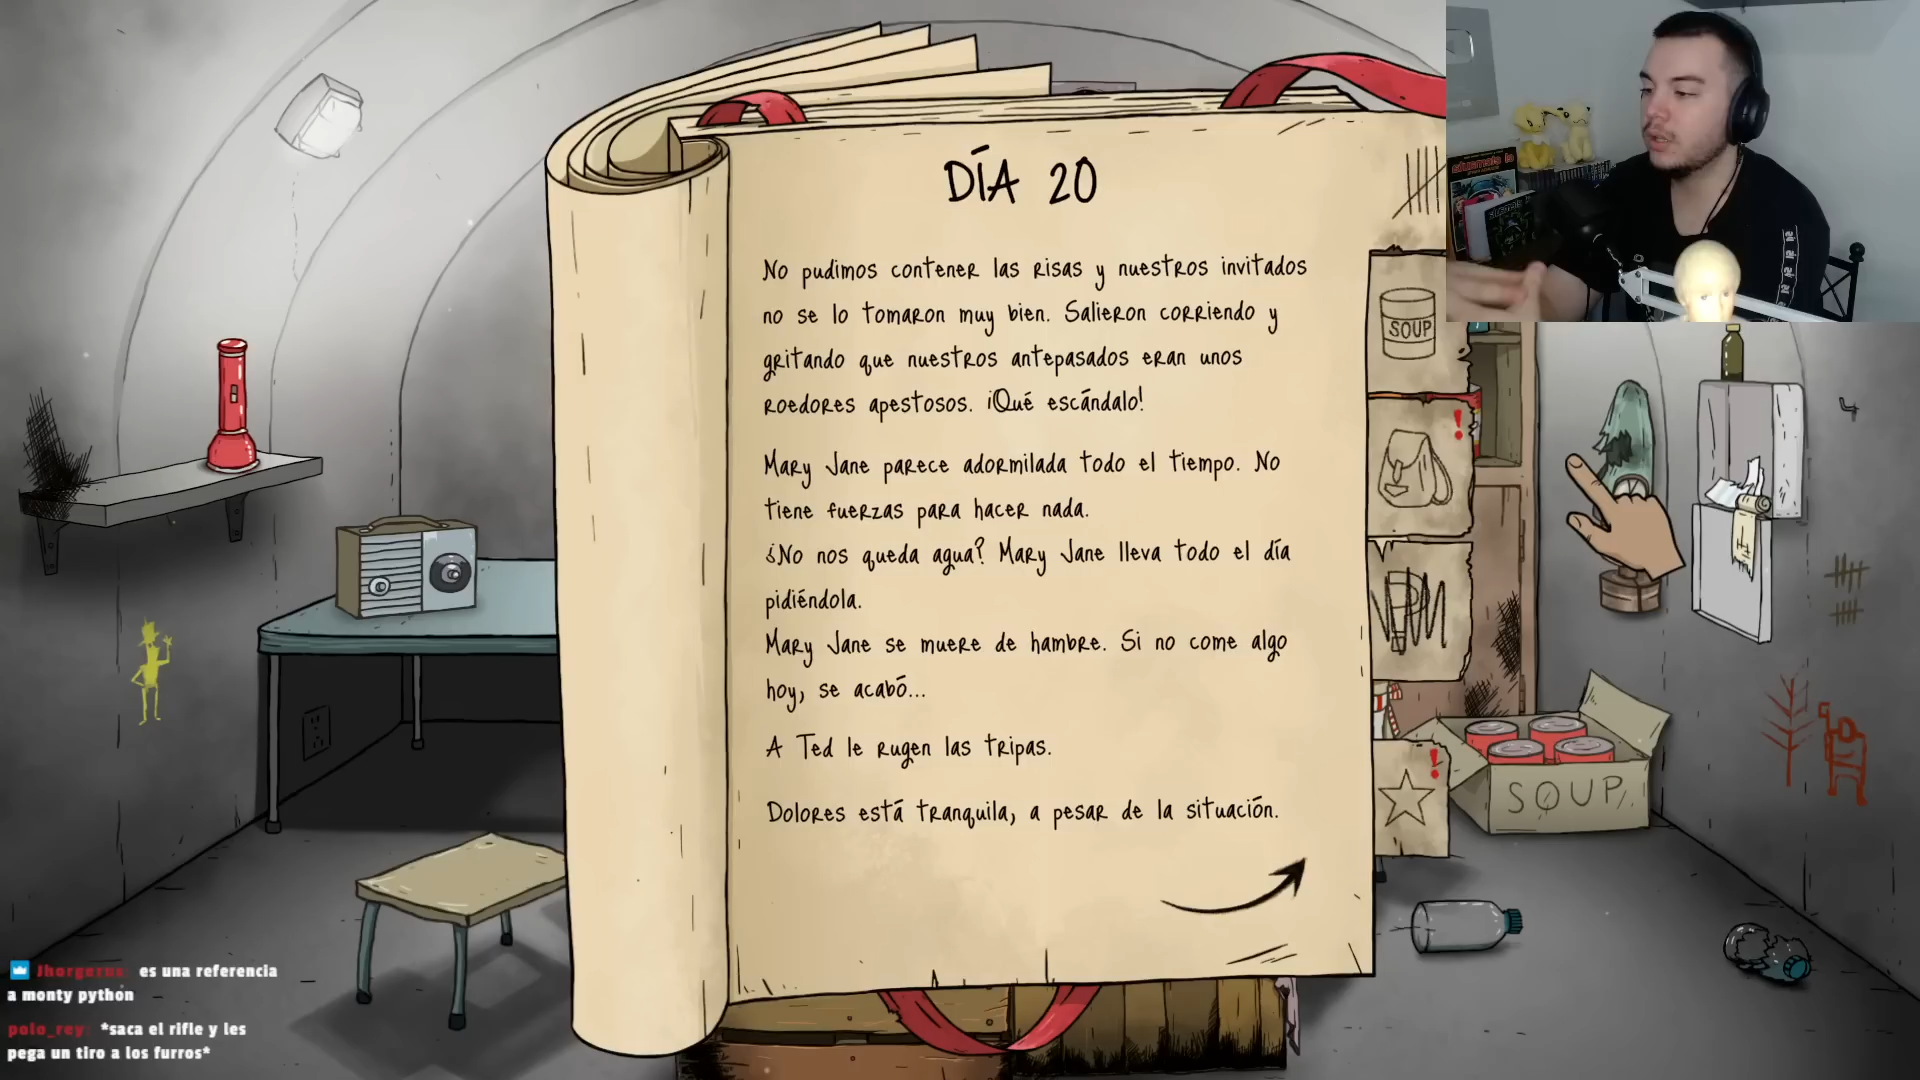 DÍA 20
No pudimos contener las risas y nuestros invitados
no se lo tomaron muy bien. Salieron corriendo y
gritando que nuestros antepasados eran unos
roedores apestosos. ¡Qué escándalo!
Mary Jane parece adormilada todo el tiempo. No
tiene fuerzas para hacer nada.
¿No nos queda agua? Mary Jane lleva todo el día
pidiéndola.
Mary Jane se muere de hambre. Si no come algo
hoy, se acabó...
A Ted le rugen las tripas.
Dolores está tranquila, a pesar de la situación.
SOUP
!
!
SOUP
Jhorgerus: es una referencia
a monty python
polo_rey: *saca el rifle y les
pega un tiro a los furros*